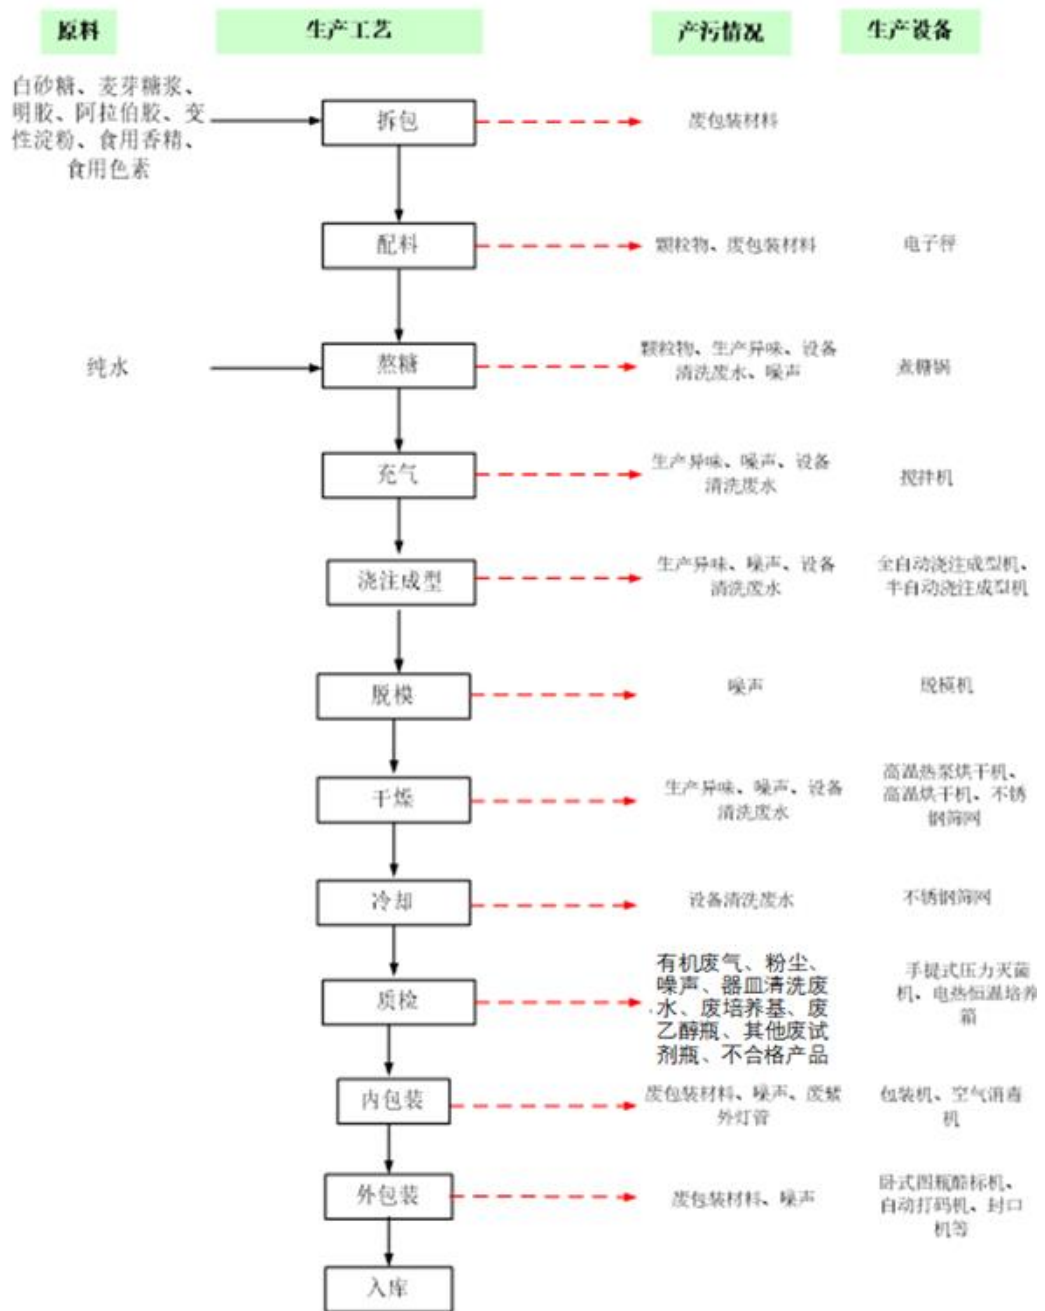 原料 生产工艺 产污情况 生产设备
白砂糖、麦芽糖浆、
明胶、阿拉伯胶、变
性淀粉、食用香精、
食用色素
拆包
废包装材料
配料
颗粒物、废包装材料
电子秤
纯水
熬糖
颗粒物、生产异味、设备
清洗废水、噪声
煮糖锅
充气
生产异味、噪声、设备
清洗废水
搅拌机
浇注成型
生产异味、噪声、设备
清洗废水
全自动浇注成型机、
半自动浇注成型机
脱模
噪声
脱模机
干燥
生产异味、噪声、设备
清洗废水
高温热泵烘干机、
高温烘干机、不锈
钢筛网
冷却
设备清洗废水
不锈钢筛网
质检
有机废气、粉尘、
噪声、器皿清洗废
水、废培养基、废
乙醇瓶、其他废试
剂瓶、不合格产品
手提式压力灭菌
机、电热恒温培养
箱
内包装
废包装材料、噪声、废紫
外灯管
包装机、空气消毒
机
外包装
废包装材料、噪声
卧式圆瓶酷标机、
自动打码机、封口
机等
入库